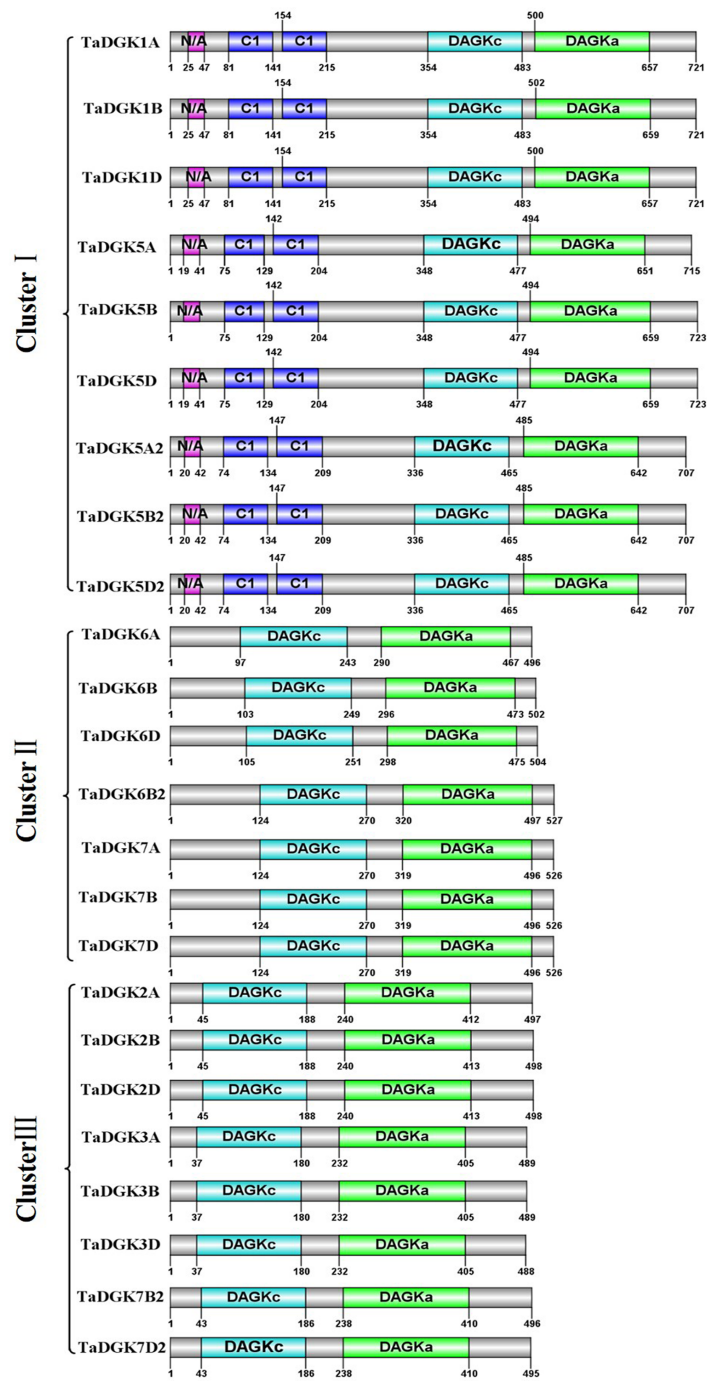 Cluster Ⅰ
154 500
TaDGK1A N/A C1 C1 DAGKc DAGKa
1 25 47 81 141 215 354 483 657 721
154 502
TaDGK1B N/A C1 C1 DAGKc DAGKa
1 25 47 81 141 215 354 483 659 721
154 500
TaDGK1D N/A C1 C1 DAGKc DAGKa
1 25 47 81 141 215 354 483 657 721
142 494
TaDGK5A N/A C1 C1 DAGKc DAGKa
1 19 41 75 129 204 348 477 651 715
142 494
TaDGK5B N/A C1 C1 DAGKc DAGKa
1 19 41 75 129 204 348 477 659 723
142 494
TaDGK5D N/A C1 C1 DAGKc DAGKa
1 19 41 75 129 204 348 477 659 723
147 485
TaDGK5A2 N/A C1 C1 DAGKc DAGKa
1 20 42 74 134 209 336 465 642 707
147 485
TaDGK5B2 N/A C1 C1 DAGKc DAGKa
1 20 42 74 134 209 336 465 642 707
147 485
TaDGK5D2 N/A C1 C1 DAGKc DAGKa
1 20 42 74 134 209 336 465 642 707
Cluster Ⅱ
TaDGK6A DAGKc DAGKa
1 97 243 290 467 496
TaDGK6B DAGKc DAGKa
1 103 249 296 473 502
TaDGK6D DAGKc DAGKa
1 105 251 298 475 504
TaDGK6B2 DAGKc DAGKa
1 124 270 320 497 527
TaDGK7A DAGKc DAGKa
1 124 270 319 496 526
TaDGK7B DAGKc DAGKa
1 124 270 319 496 526
TaDGK7D DAGKc DAGKa
1 124 270 319 496 526
ClusterⅢ
TaDGK2A DAGKc DAGKa
1 45 188 240 412 497
TaDGK2B DAGKc DAGKa
1 45 188 240 413 498
TaDGK2D DAGKc DAGKa
1 45 188 240 413 498
TaDGK3A DAGKc DAGKa
1 37 180 232 405 489
TaDGK3B DAGKc DAGKa
1 37 180 232 405 489
TaDGK3D DAGKc DAGKa
1 37 180 232 405 488
TaDGK7B2 DAGKc DAGKa
1 43 186 238 410 496
TaDGK7D2 DAGKc DAGKa
1 43 186 238 410 495